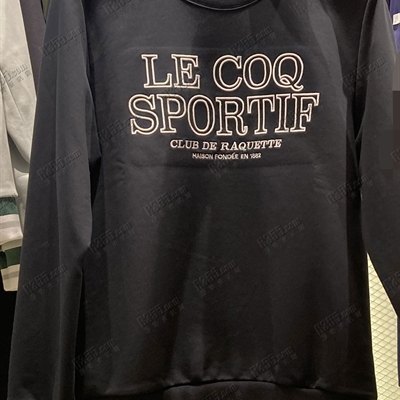 LE COQ
SPORTIF
CLUB DE RAQUETTE
MAISON FONDÉE EN 1882